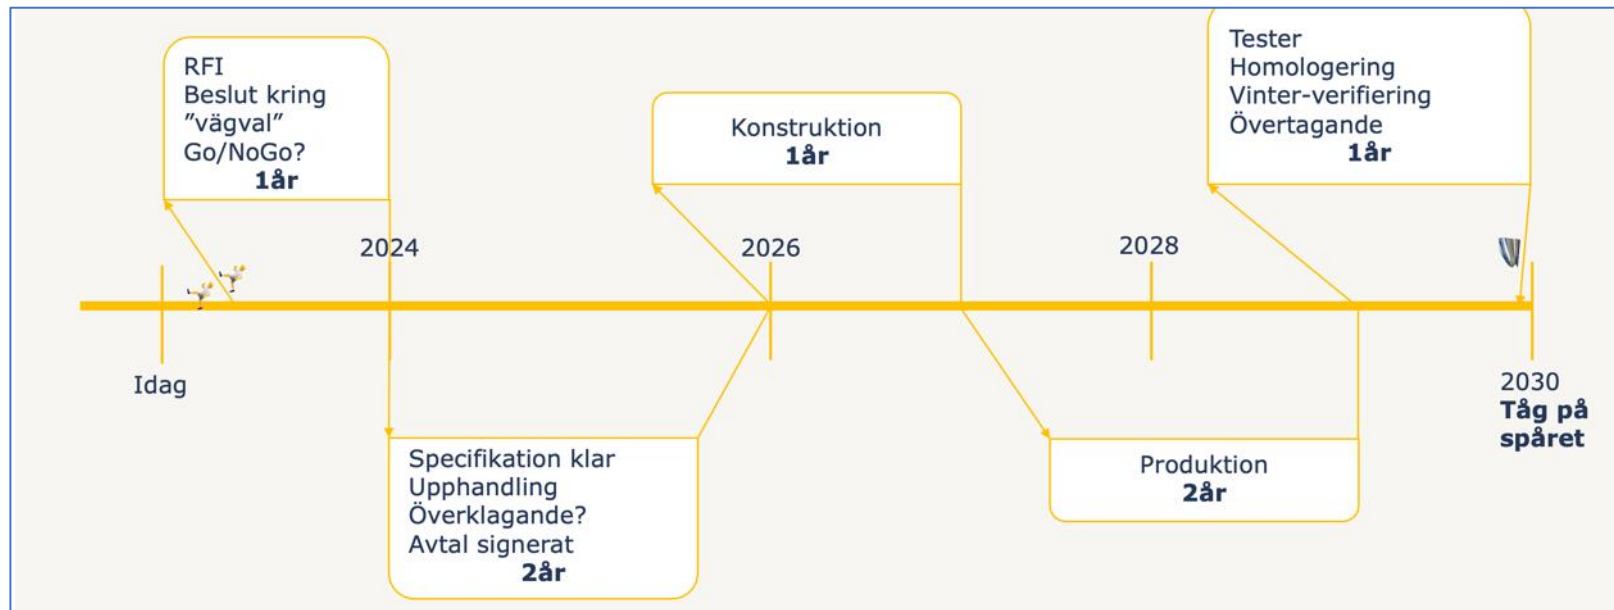 RFI
Beslut kring
”vägval”
Go/NoGo?
1år
Konstruktion
1år
Tester
Homologering
Vinter-verifiering
Övertagande
1år
2024
2026
2028
Idag
2030
Tåg på
spåret
Specifikation klar
Upphandling
Överklagande?
Avtal signerat
2år
Produktion
2år